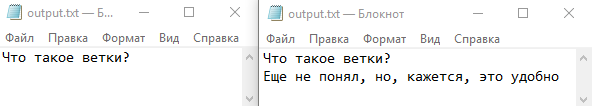 output.txt — Б...
Файл Правка Формат Вид Справка
Что такое ветки?
output.txt — Блокнот
Файл Правка Формат Вид Справка
Что такое ветки?
Еще не понял, но, кажется, это удобно